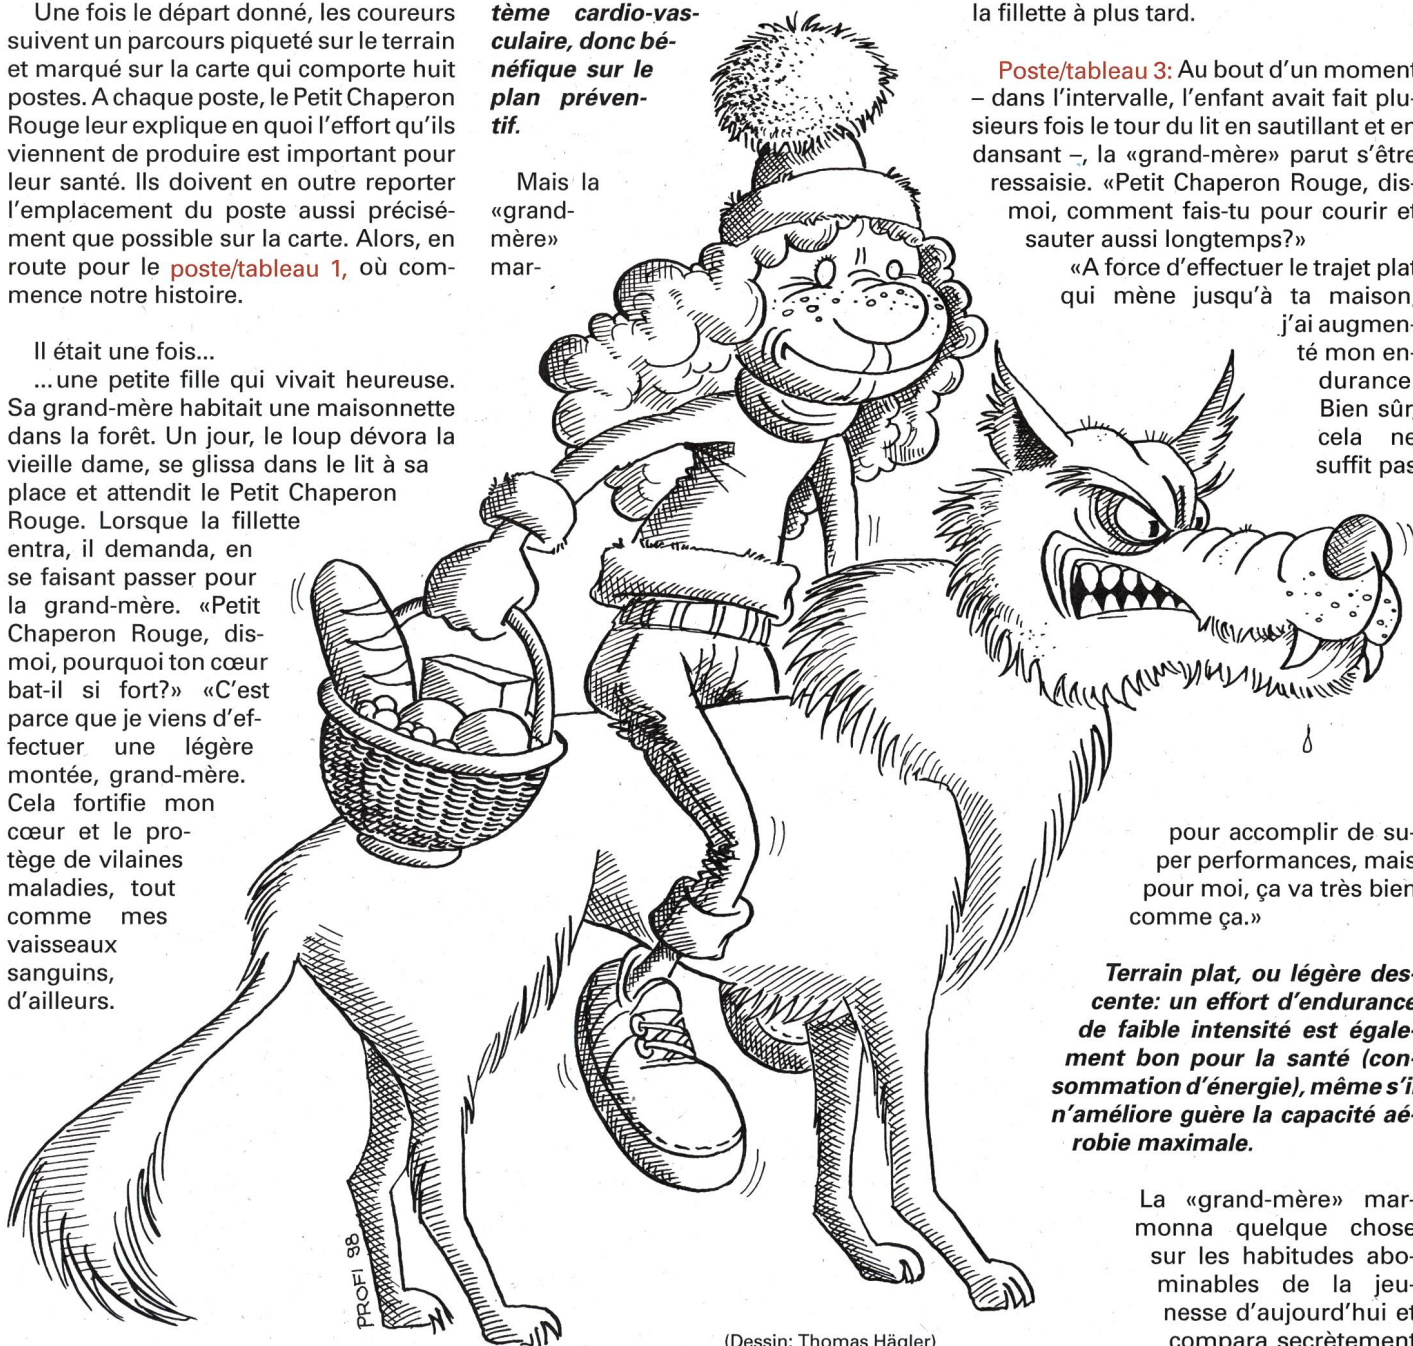 Une fois le départ donné, les coureurs
suivent un parcours piqueté sur le terrain
et marqué sur la carte qui comporte huit
postes. A chaque poste, le Petit Chaperon
Rouge leur explique en quoi l'effort qu'ils
viennent de produire est important pour
leur santé. Ils doivent en outre reporter
l'emplacement du poste aussi précisé-
ment que possible sur la carte. Alors, en
route pour le poste/tableau 1, où com-
mence notre histoire.
Il était une fois...
...une petite fille qui vivait heureuse.
Sa grand-mère habitait une maisonnette
dans la forêt. Un jour, le loup dévora la
vieille dame, se glissa dans le lit à sa
place et attendit le Petit Chaperon
Rouge. Lorsque la fillette
entra, il demanda, en
se faisant passer pour
la grand-mère. «Petit
Chaperon Rouge, dis-
moi, pourquoi ton cœur
bat-il si fort?» «C'est
parce que je viens d'ef-
fectuer une légère
montée, grand-mère.
Cela fortifie mon
cœur et le pro-
tège de vilaines
maladies, tout
comme mes
vaisseaux
sanguins,
d'ailleurs.
tème cardio-vas-
culaire, donc bé-
néfique sur le
plan préven-
tif.
Mais la
«grand-
mère»
mar-
la fillette à plus tard.
Poste/tableau 3: Au bout d'un moment
– dans l'intervalle, l'enfant avait fait plu-
sieurs fois le tour du lit en sautillant et en
dansant –, la «grand-mère» parut s'être
ressaisie. «Petit Chaperon Rouge, dis-
moi, comment fais-tu pour courir et
sauter aussi longtemps?»
«A force d'effectuer le trajet plat
qui mène jusqu'à ta maison,
j'ai augmen-
té mon en-
durance.
Bien sûr,
cela ne
suffit pas
pour accomplir de su-
per performances, mais
pour moi, ça va très bien
comme ça.»
Terrain plat, ou légère des-
cente: un effort d'endurance
de faible intensité est égale-
ment bon pour la santé (con-
sommation d'énergie), même s'il
n'améliore guère la capacité aé-
robie maximale.
La «grand-mère» mar-
monna quelque chose
sur les habitudes abo-
minables de la jeu-
nesse d'aujourd'hui et
compara secrètement
PROFI 98
(Dessin: Thomas Hägler)